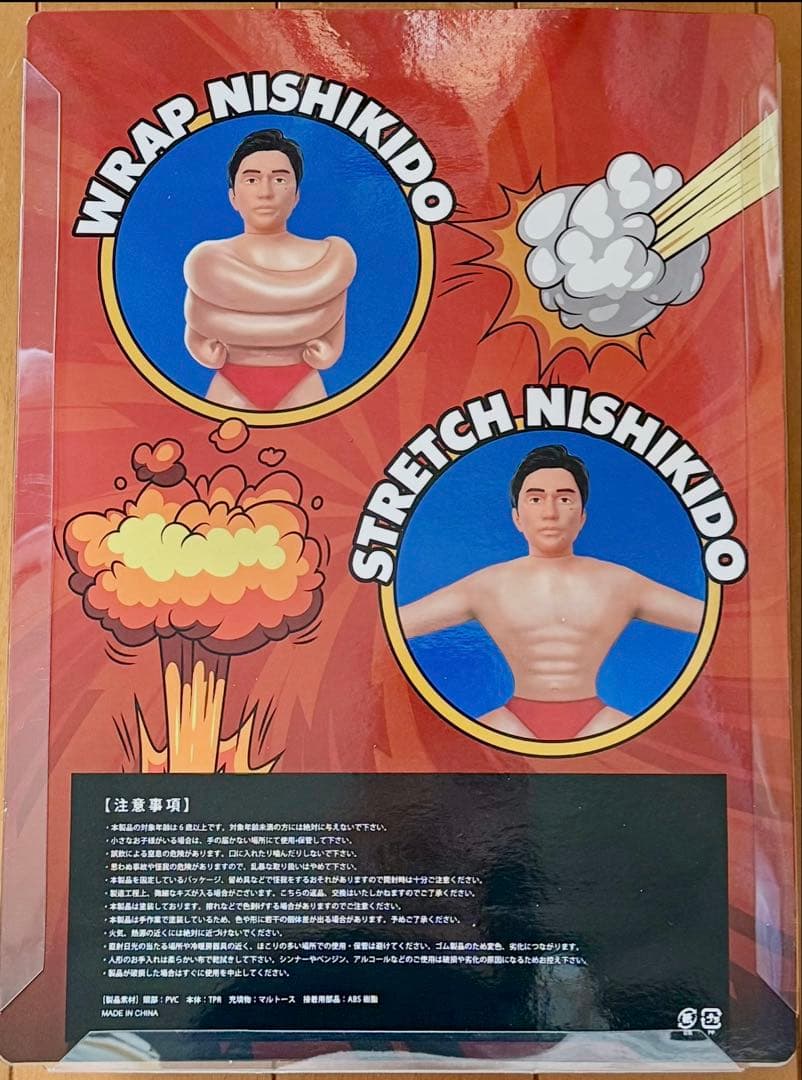 WRAP NISHIKIDO
STRETCH NISHIKIDO
【注意事項】
・本製品の対象年齢は6歳以上です。対象年齢未満の方には絶対に与えないで下さい。
・小さなお子様がいる場合は、手の届かない場所にて使用・保管して下さい。
・誤飲による窒息の危険があります。口に入れたり噛んだりしないで下さい。
・思わぬ事故や怪我の危険がありますので、乱暴な取り扱いはやめて下さい。
・本製品を固定しているパッケージ、留め具などで怪我をするおそれがありますので開封時は十分ご注意ください。
・製造工程上、微細なキズが入る場合がございます。こちらの返品、交換はいたしかねますのでご了承ください。
・本製品は塗装しております。擦れなどで色剥げする場合がありますのでご注意ください。
・本製品は手作業で塗装しているため、色や形に若干の個体差が出る場合があります。予めご了承ください。
・火気、熱源の近くには絶対に近づけないでください。
・直射日光の当たる場所や冷暖房器具の近く、ほこりの多い場所での使用・保管は避けてください。ゴム製品のため変色、劣化につながります。
・人形のお手入れは柔らかい布で乾拭きして下さい。シンナーやベンジン、アルコールなどのご使用は破損や劣化の原因になるためお控え下さい。
・製品が破損した場合はすぐに使用を中止してください。
[製品素材] 頭部：PVC 本体：TPR 充填物：マルトース 接着用部品：ABS樹脂
MADE IN CHINA